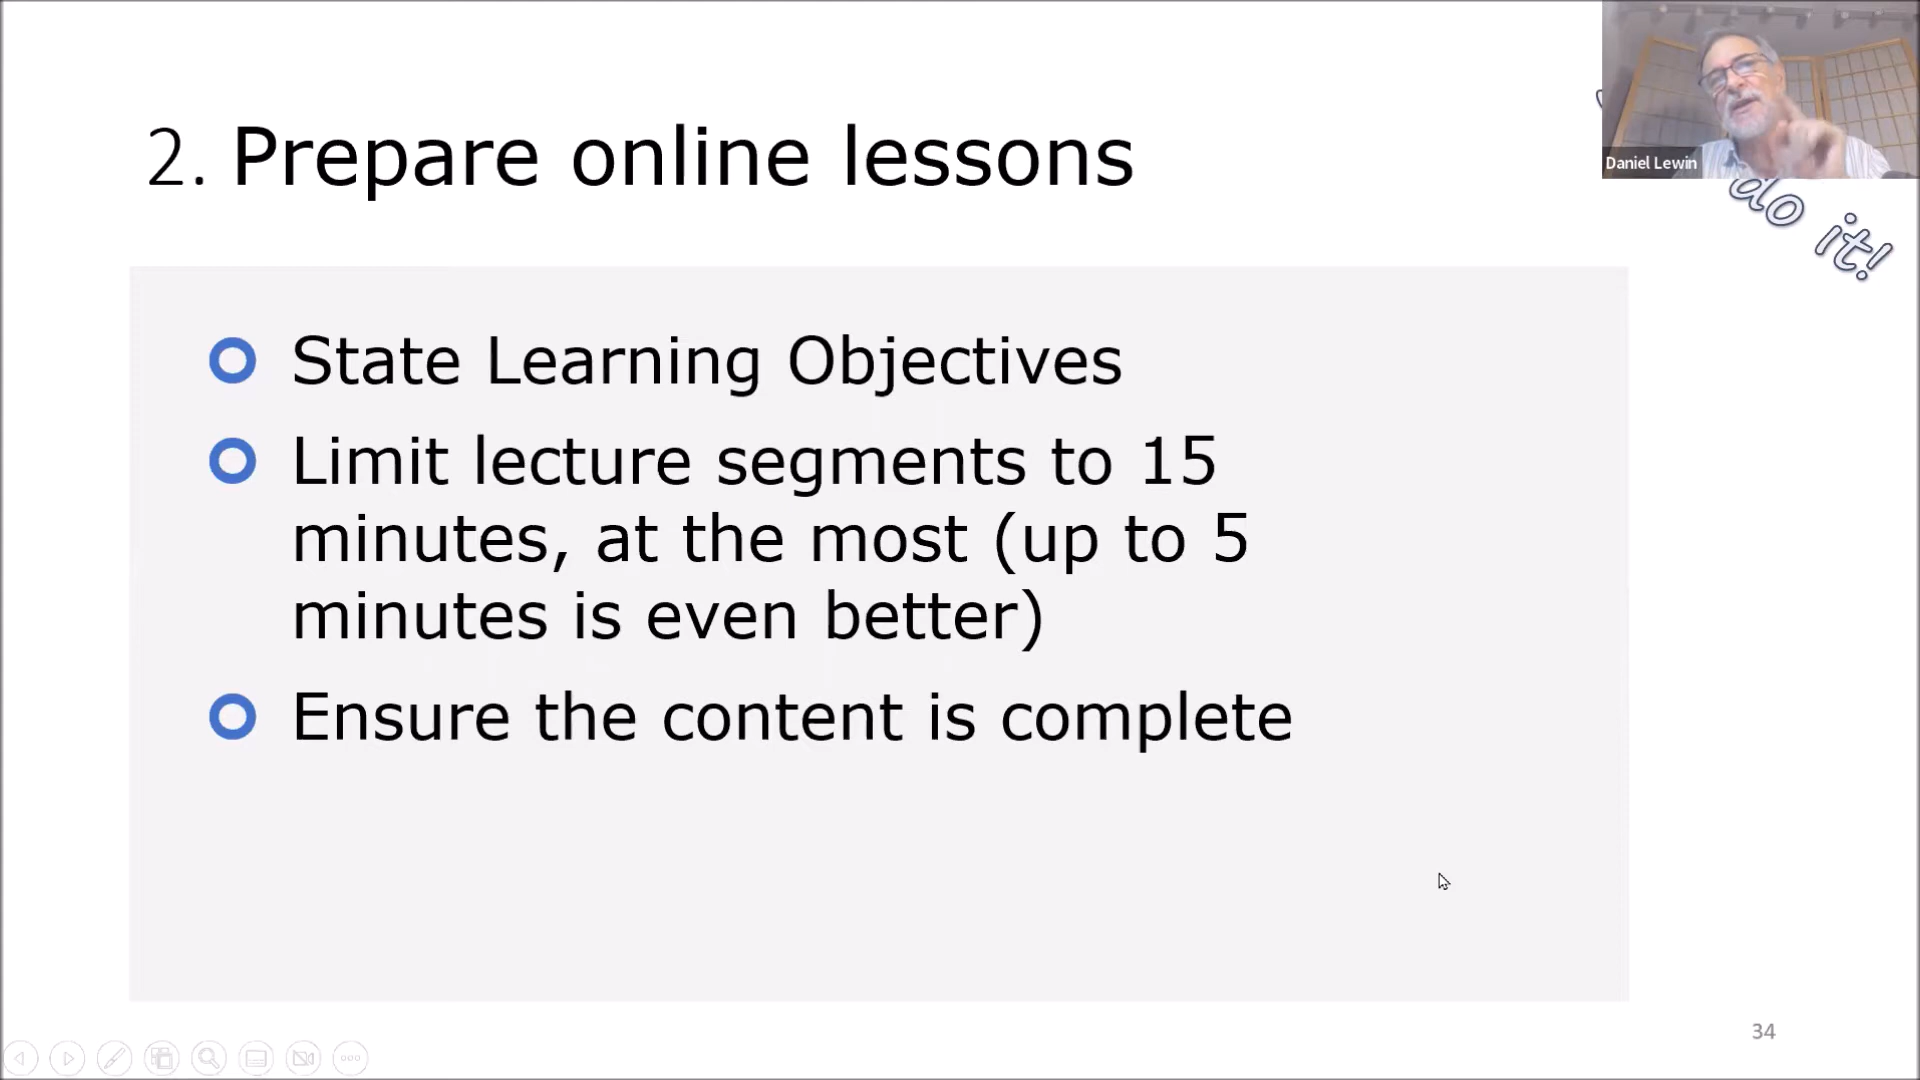 2. Prepare online lessons
Daniel Lewin
do it!
State Learning Objectives
Limit lecture segments to 15
minutes, at the most (up to 5
minutes is even better)
Ensure the content is complete
34